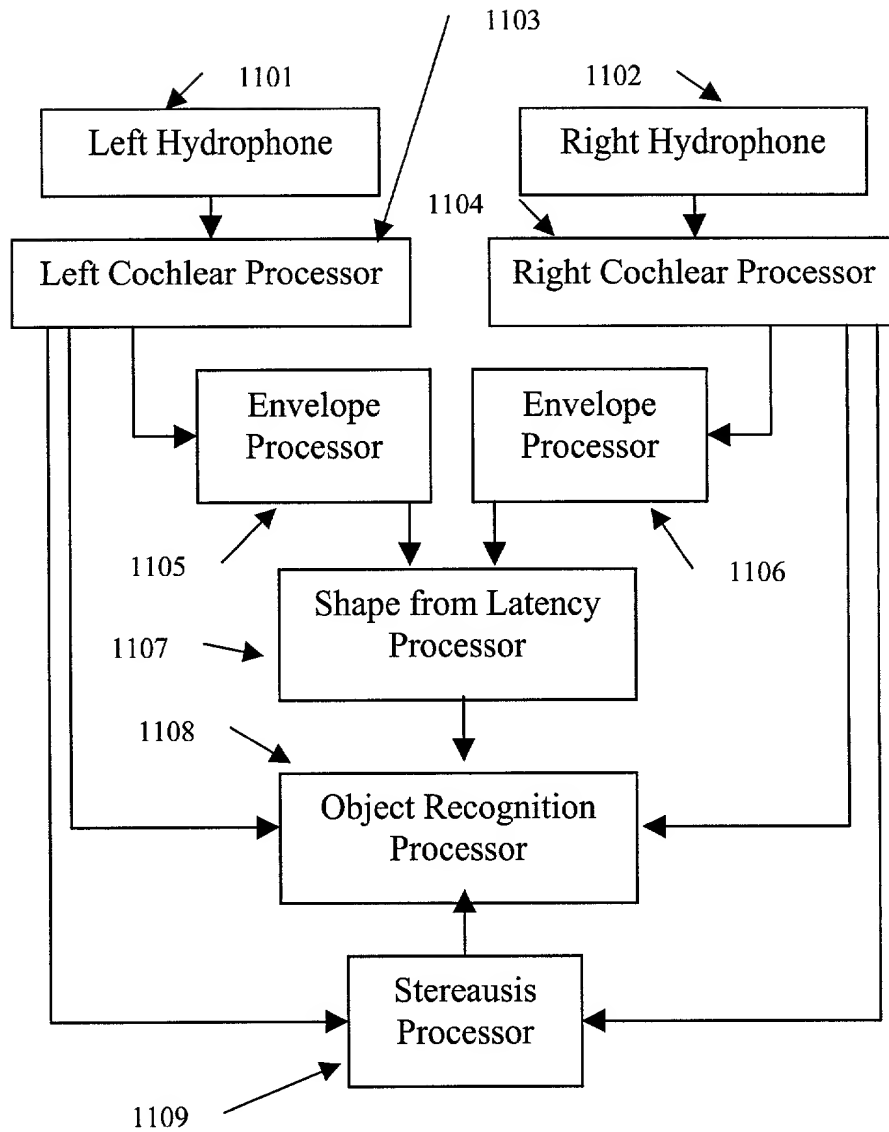 1103
1101
1102
Left Hydrophone
Right Hydrophone
1104
Left Cochlear Processor
Right Cochlear Processor
Envelope
Processor
Envelope
Processor
1105
1106
Shape from Latency
Processor
1107
1108
Object Recognition
Processor
Stereausis
Processor
1109